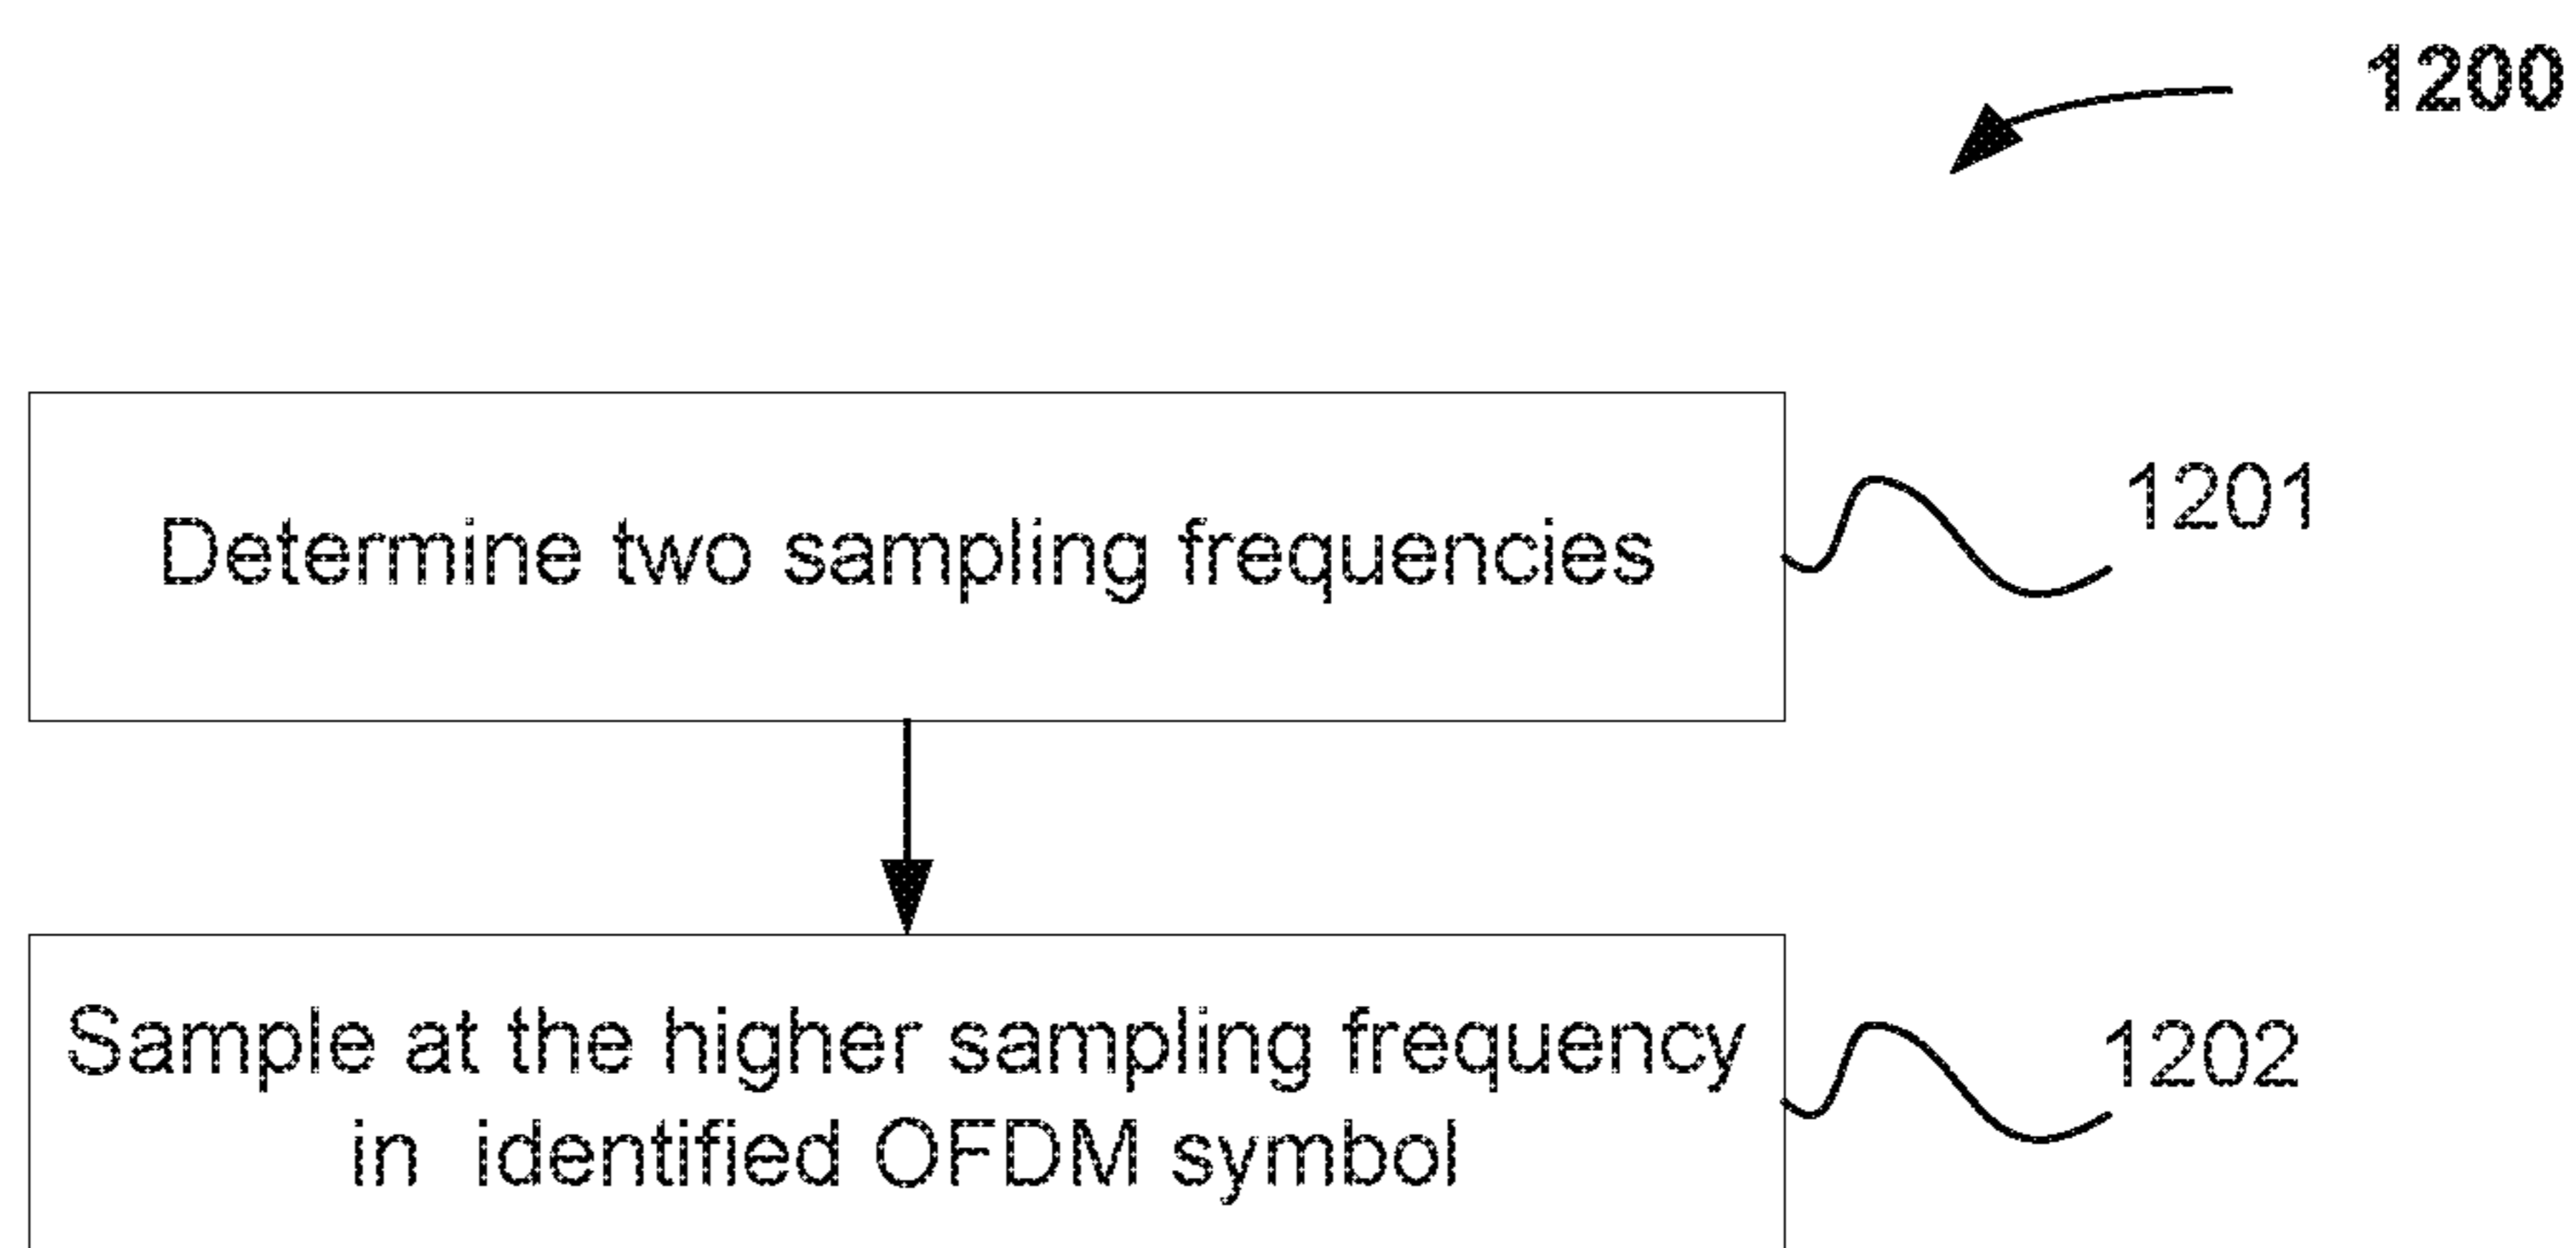 1200
Determine two sampling frequencies
1201
Sample at the higher sampling frequency
in identified OFDM symbol
1202